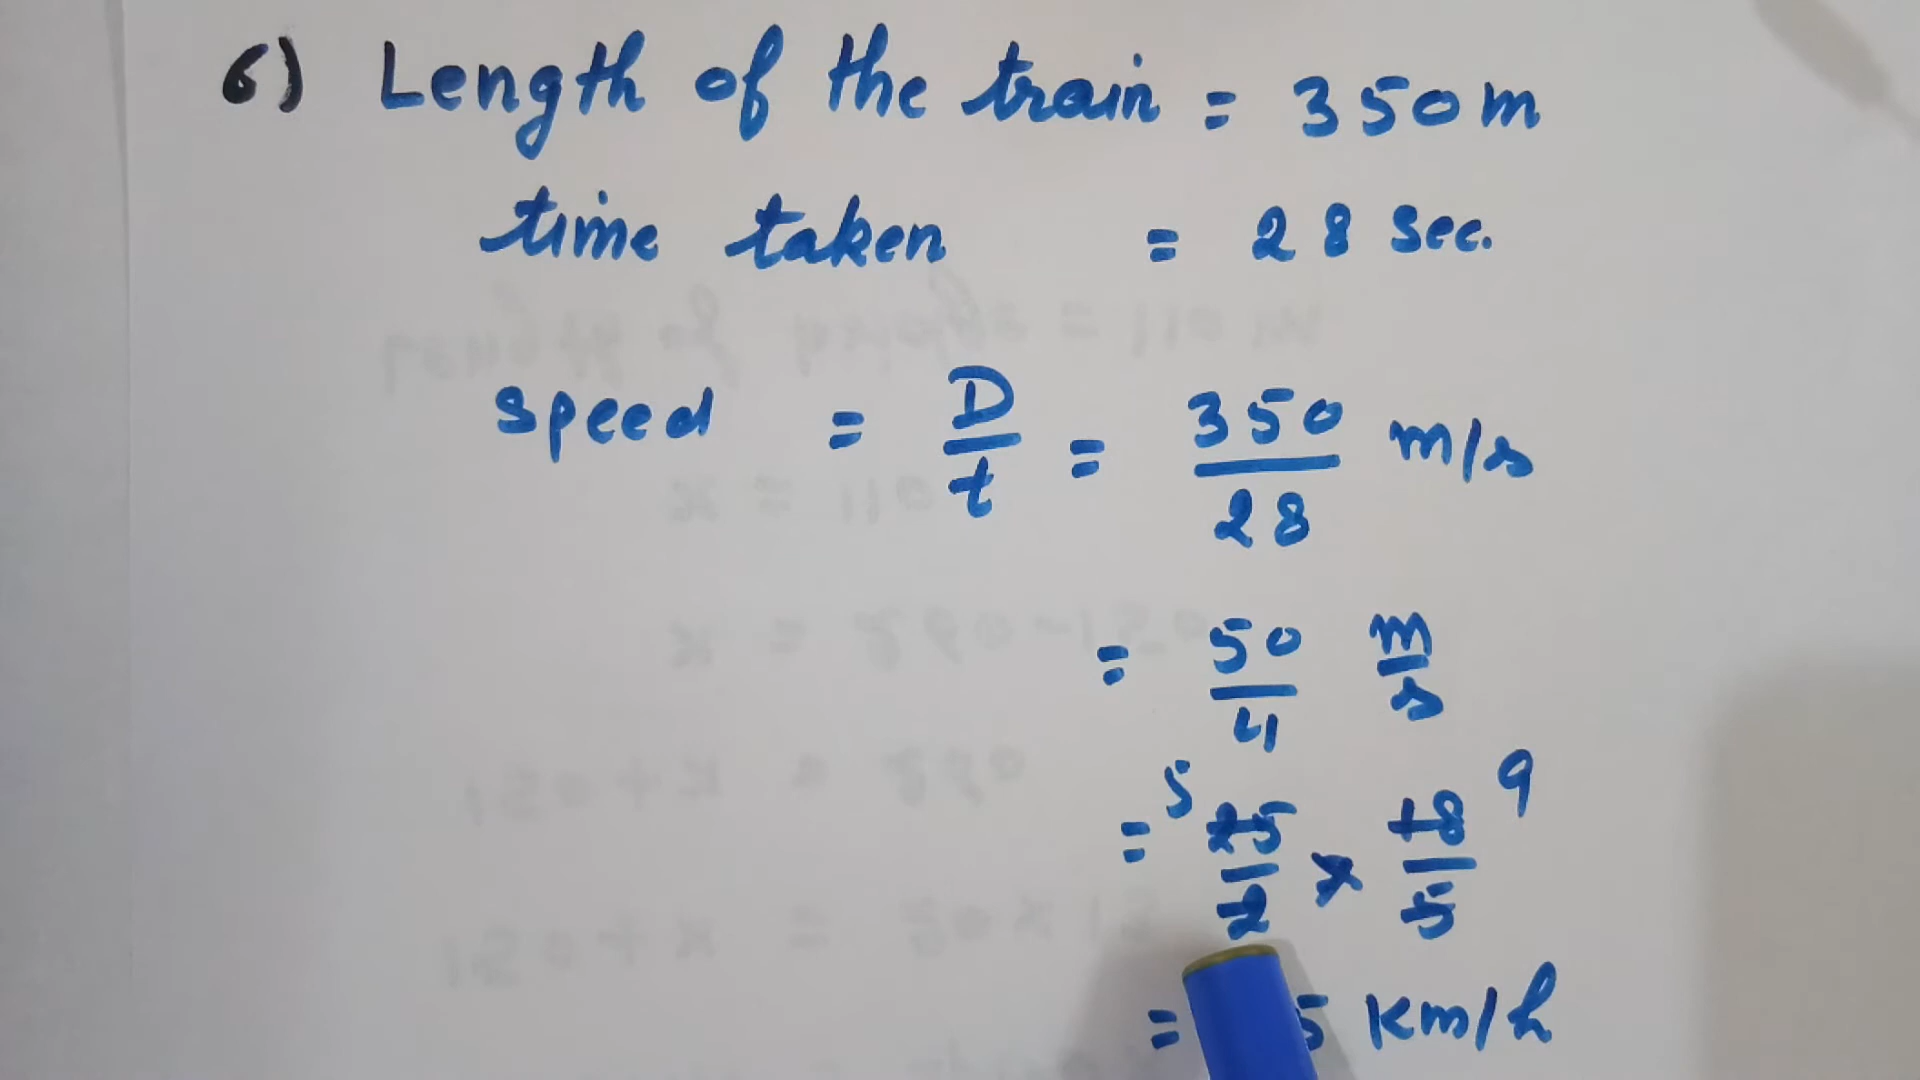 6) Length of the train = 350 m
time taken = 28 Sec.
Speed = D/t = 350/28 m/s
= 50/4 m/s
= 5 25/2 × 18/5 9
= 5 km/h